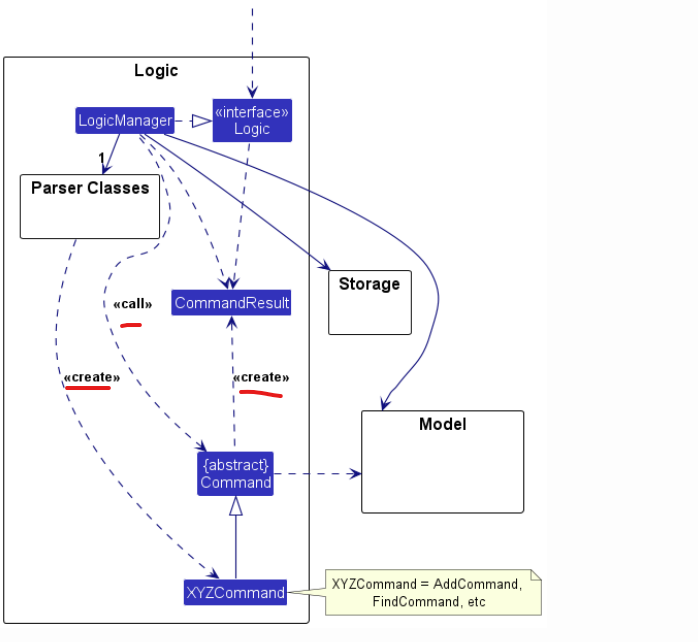 Logic
LogicManager
«interface»
Logic
1
Parser Classes
Storage
CommandResult
«call»
«create»
«create»
Model
{abstract}
Command
XYZCommand
XYZCommand = AddCommand,
FindCommand, etc